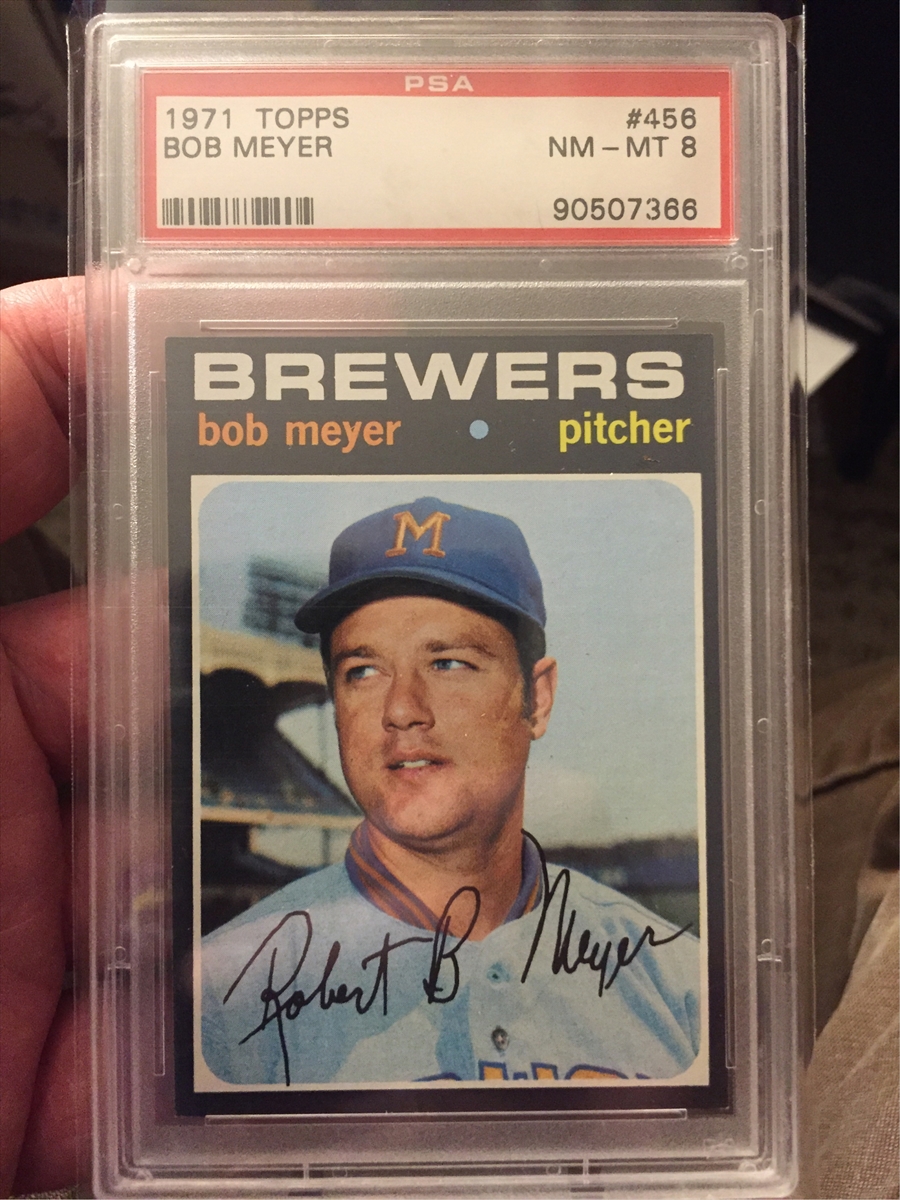 PSA
1971 TOPPS #456
BOB MEYER NM-MT 8
90507366
BREWERS
bob meyer pitcher
M
Robert B Meyer